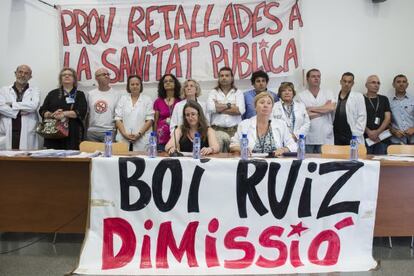 PROU RETALLADES A
LA SANITAT PÚBLICA
BOI RUIZ
DIMISSIÓ